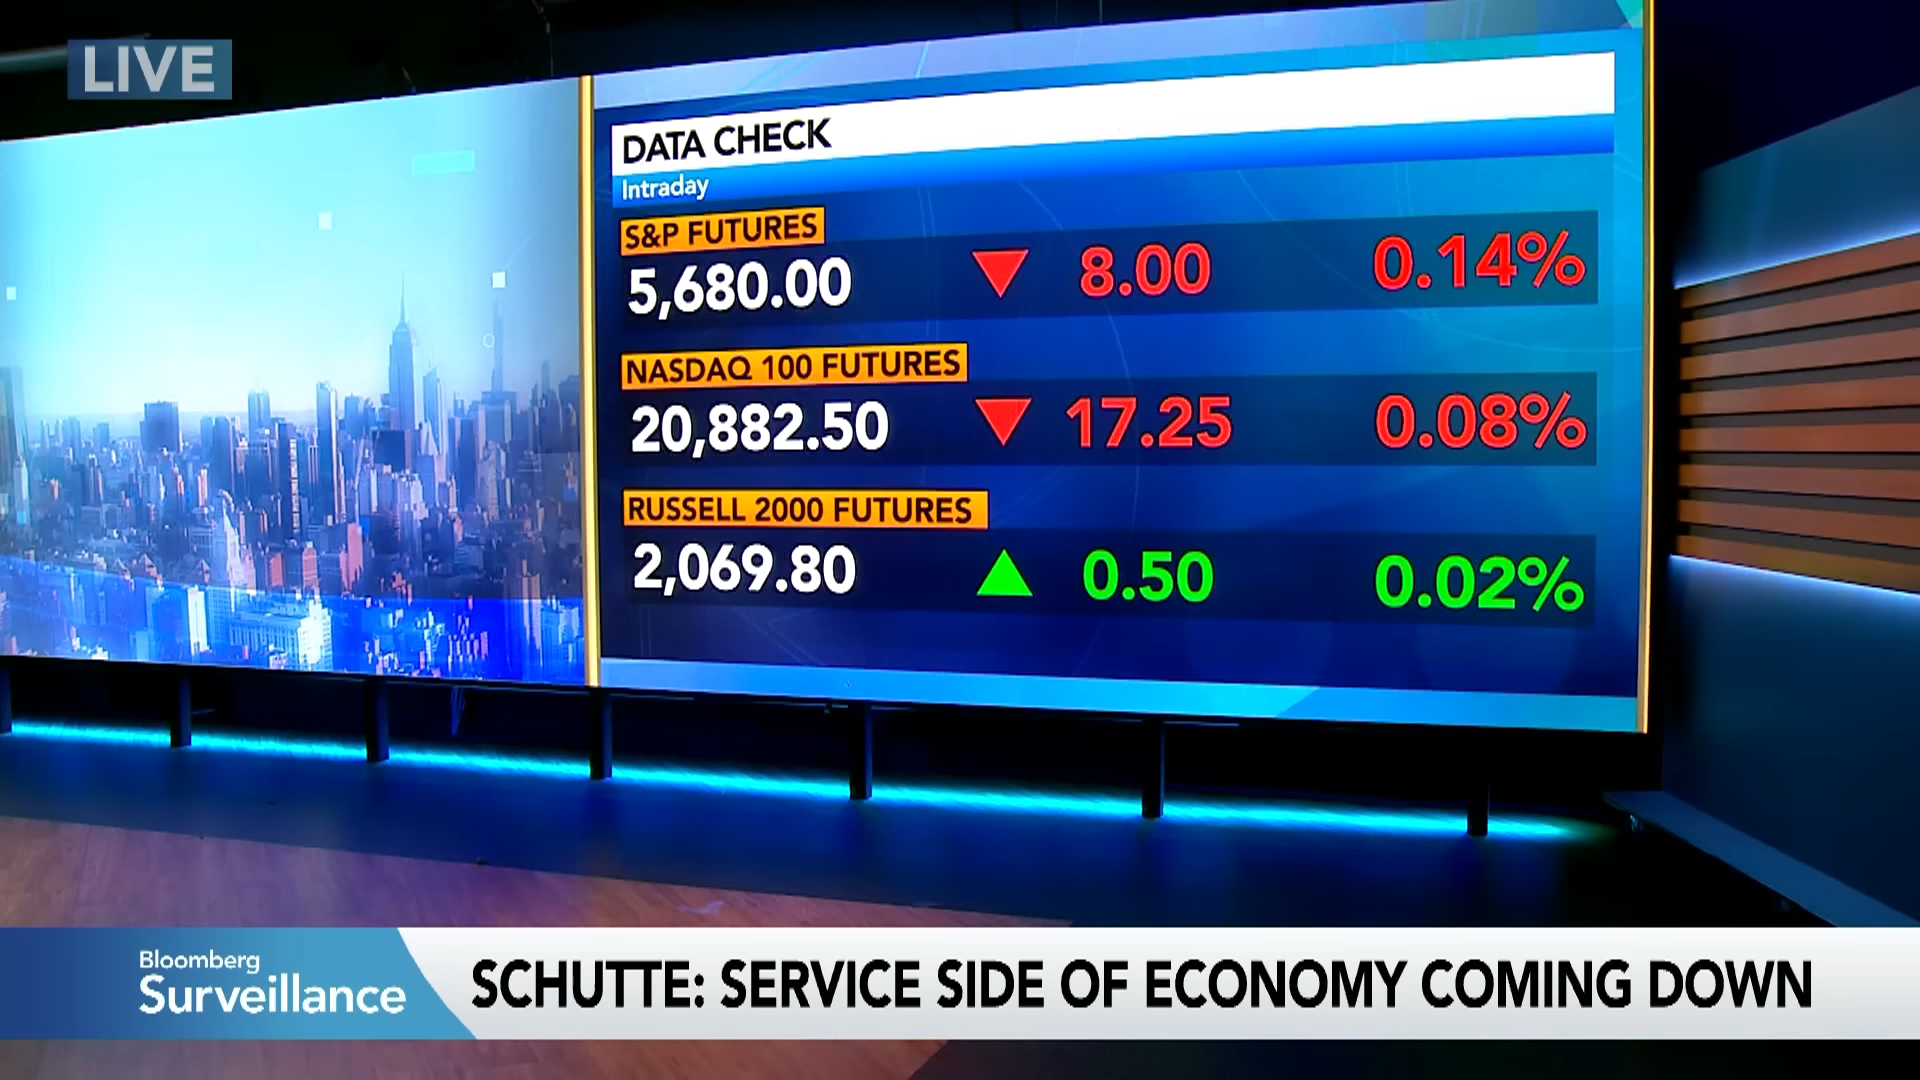 LIVE
DATA CHECK
Intraday
S&P FUTURES
5,680.00 ▼ 8.00 0.14%
NASDAQ 100 FUTURES
20,882.50 ▼ 17.25 0.08%
RUSSELL 2000 FUTURES
2,069.80 ▲ 0.50 0.02%
Bloomberg
Surveillance
SCHUTTE: SERVICE SIDE OF ECONOMY COMING DOWN